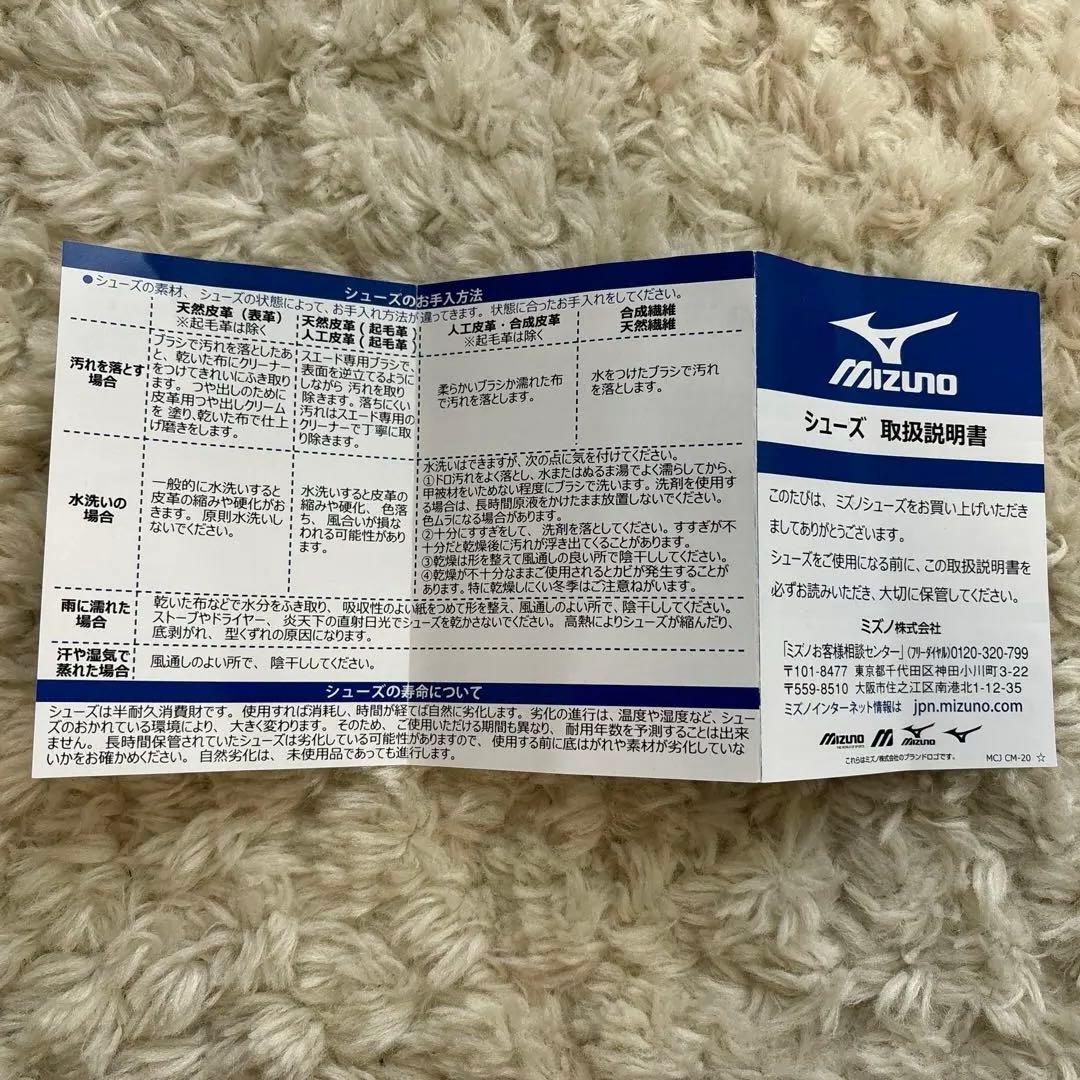 シューズのお手入方法
●シューズの素材、シューズの状態によって、お手入れ方法が違ってきます。状態に合ったお手入れをしてください。
天然皮革（表革）
※起毛革は除く
天然皮革（起毛革）
人工皮革（起毛革）
人工皮革・合成皮革
※起毛革は除く
合成繊維
天然繊維
汚れを落とす
場合
ブラシで汚れを落としたあ
と、乾いた布にクリーナー
をつけてきれいにふき取り
ます。つや出しのために
皮革用つや出しクリーム
を塗り、乾いた布で仕上
げ磨きをします。
スエード専用ブラシで、
表面を逆立てるように
しながら 汚れを取り
除きます。落ちにくい
汚れはスエード専用の
クリーナーで丁寧に取
り除きます。
柔らかいブラシか濡れた布
で汚れを落とします。
水をつけたブラシで汚れ
を落とします。
水洗いの
場合
一般的に水洗いすると
皮革の縮みや硬化がお
きます。原則水洗いし
ないでください。
水洗いすると皮革の
縮みや硬化、色落
ち、風合いが損な
われる可能性があり
ます。
水洗いはできますが、次の点に気を付けてください。
①ドロ汚れをよく落とし、水またはぬるま湯でよく濡らしてから、
甲被材をいためない程度にブラシで洗います。洗剤を使用す
る場合は、長時間原液をかけたまま放置しないでください。
色ムラになる場合があります。
②十分にすすぎをして、洗剤を落としてください。すすぎが不
十分だと乾燥後に汚れが浮き出てくることがあります。
③乾燥は形を整えて風通しの良い所で陰干ししてください。
④乾燥が不十分なままご使用されるとカビが発生することが
あります。特に乾燥しにくい冬季はご注意ねがいます。
雨に濡れた
場合
乾いた布などで水分をふき取り、吸収性のよい紙をつめて形を整え、風通しのよい所で、陰干ししてください。
ストーブやドライヤー、炎天下の直射日光でシューズを乾かさないでください。高熱によりシューズが縮んだり、
底剥がれ、型くずれの原因になります。
汗や湿気で
蒸れた場合
風通しのよい所で、陰干ししてください。
シューズの寿命について
シューズは半耐久消費財です。使用すれば消耗し、時間が経てば自然に劣化します。劣化の進行は、温度や湿度など、シュー
ズのおかれている環境により、大きく変わります。そのため、ご使用いただける期間も異なり、耐用年数を予測することは出来
ません。長時間保管されていたシューズは劣化している可能性がありますので、使用する前に底はがれや素材が劣化していな
いかをお確かめください。自然劣化は、未使用品であっても進行します。
MIZUNO
シューズ 取扱説明書
このたびは、ミズノシューズをお買い上げいただき
ましてありがとうございます。
シューズをご使用になる前に、この取扱説明書を
必ずお読みいただき、大切に保管してください。
ミズノ株式会社
「ミズノお客様相談センター」（フリーダイヤル）0120-320-799
〒101-8477 東京都千代田区神田小川町3-22
〒559-8510 大阪市住之江区南港北1-12-35
ミズノインターネット情報は jpn.mizuno.com
MIZUNO THE WORLD OF SPORTS M MIZUNO
これらはミズノ株式会社のブランドロゴです。 MCJ CM-20 ☆